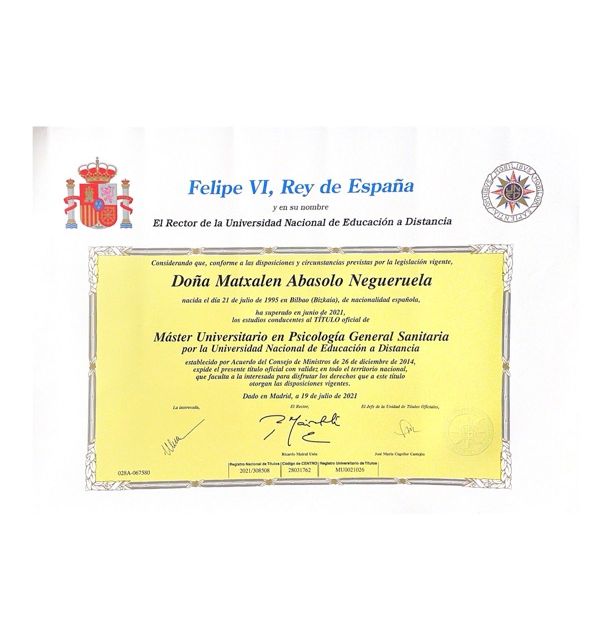 Felipe VI, Rey de España
y en su nombre
El Rector de la Universidad Nacional de Educación a Distancia
Considerando que, conforme a las disposiciones y circunstancias previstas por la legislación vigente,
Doña Matxalen Abasolo Negueruela
nacida el día 21 de julio de 1995 en Bilbao (Bizkaia), de nacionalidad española,
ha superado en junio de 2021,
los estudios conducentes al TÍTULO oficial de
Máster Universitario en Psicología General Sanitaria
por la Universidad Nacional de Educación a Distancia
establecido por Acuerdo del Consejo de Ministros de 26 de diciembre de 2014,
expide el presente título oficial con validez en todo el territorio nacional,
que faculta a la interesada para disfrutar los derechos que a este título
otorgan las disposiciones vigentes.
Dado en Madrid, a 19 de julio de 2021
La interesada, El Rector, El Jefe de la Unidad de Títulos Oficiales,
Ricardo Mairal Usón José María Capellar Cantejos
Registro Nacional de Títulos Código de CENTRO Registro Universitario de Títulos
028A-067580 2021/308508 28031762 MU0021026